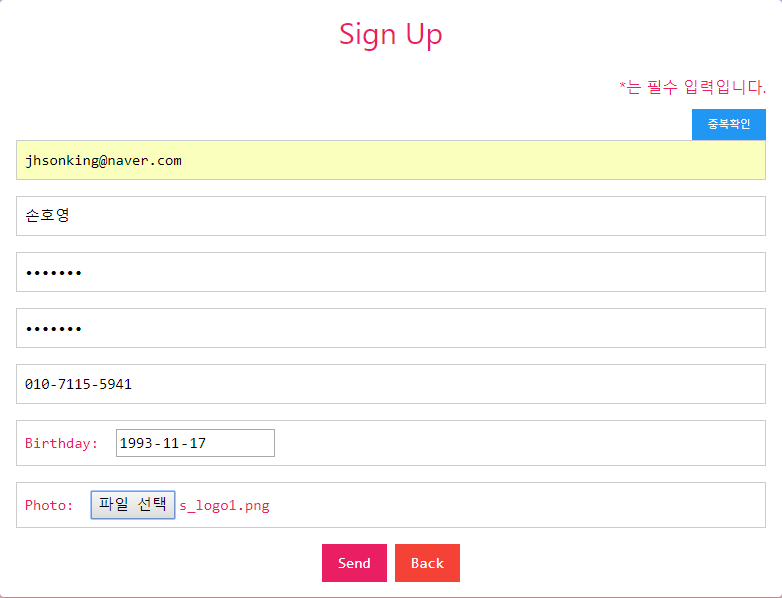 Sign Up
*는 필수 입력입니다.
중복확인
jhsonking@naver.com
손호영
•••••••
•••••••
010-7115-5941
Birthday: 1993-11-17
Photo: 파일 선택 s_logo1.png
Send Back